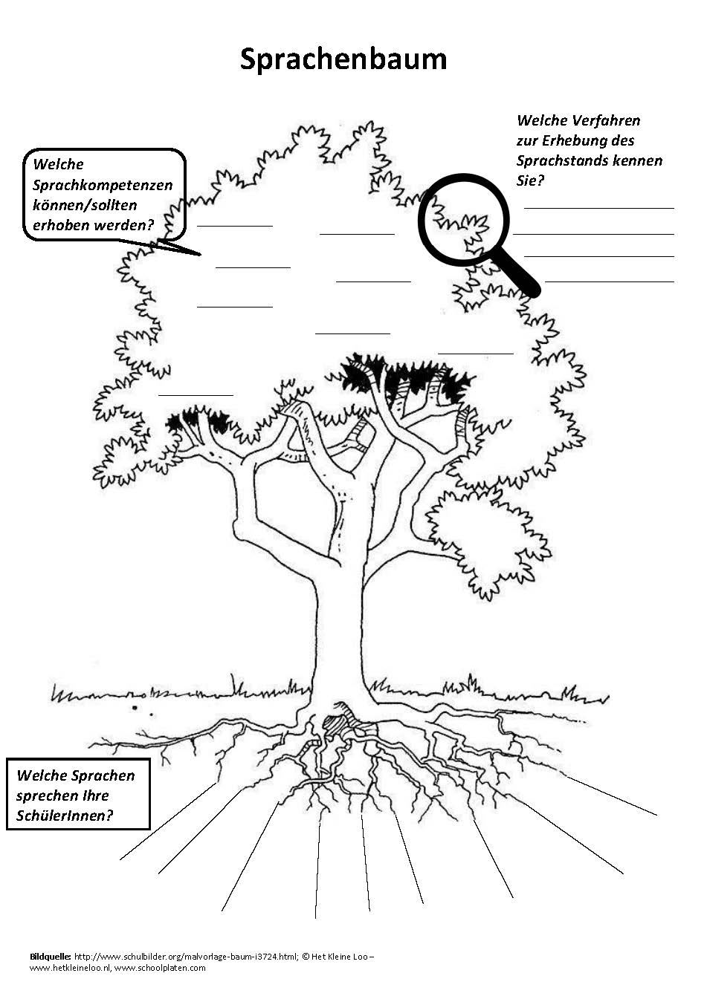 Sprachenbaum
Welche Verfahren
zur Erhebung des
Sprachstands kennen
Sie?
Welche
Sprachkompetenzen
können/sollten
erhoben werden?
Welche Sprachen
sprechen Ihre
SchülerInnen?
Bildquelle: http://www.schulbilder.org/malvorlage-baum-i3724.html; © Het Kleine Loo –
www.hetkleineloo.nl, www.schoolplaten.com